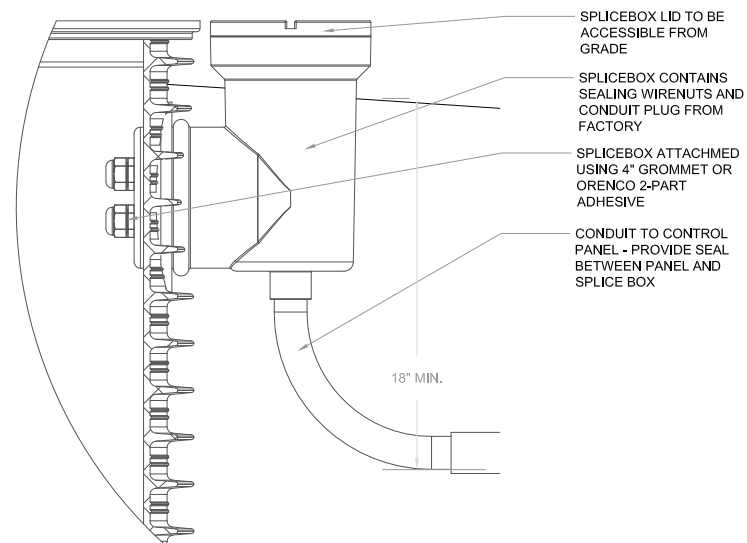 SPLICEBOX LID TO BE
ACCESSIBLE FROM
GRADE
SPLICEBOX CONTAINS
SEALING WIRENUTS AND
CONDUIT PLUG FROM
FACTORY
SPLICEBOX ATTACHMED
USING 4" GROMMET OR
ORENCO 2-PART
ADHESIVE
CONDUIT TO CONTROL
PANEL - PROVIDE SEAL
BETWEEN PANEL AND
SPLICE BOX
18" MIN.